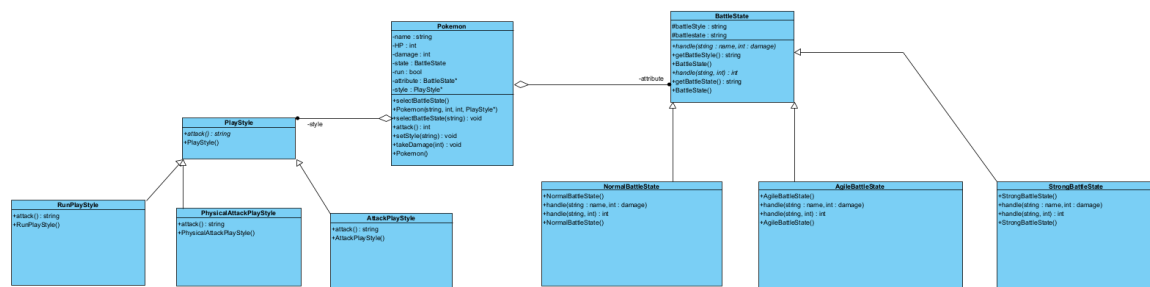 Pokemon
-name : string
-HP : int
-damage : int
-state : BattleState
-run : bool
-attribute : BattleState*
-style : PlayStyle*
+selectBattleState()
+Pokemon(string, int, int, PlayStyle*)
+selectBattleState(string) : void
+attack() : int
+setStyle(string) : void
+takeDamage(int) : void
+Pokemon()
BattleState
#battleStyle : string
#battlestate : string
+handle(string : name, int : damage)
+getBattleStyle() : string
+BattleState()
+handle(string, int) : int
+getBattleState() : string
+BattleState()
-attribute
-style
PlayStyle
+attack() : string
+PlayStyle()
RunPlayStyle
+attack() : string
+RunPlayStyle()
PhysicalAttackPlayStyle
+attack() : string
+PhysicalAttackPlayStyle()
AttackPlayStyle
+attack() : string
+AttackPlayStyle()
NormalBattleState
+NormalBattleState()
+handle(string : name, int : damage)
+handle(string, int) : int
+NormalBattleState()
AgileBattleState
+AgileBattleState()
+handle(string : name, int : damage)
+handle(string, int) : int
+AgileBattleState()
StrongBattleState
+StrongBattleState()
+handle(string : name, int : damage)
+handle(string, int) : int
+StrongBattleState()